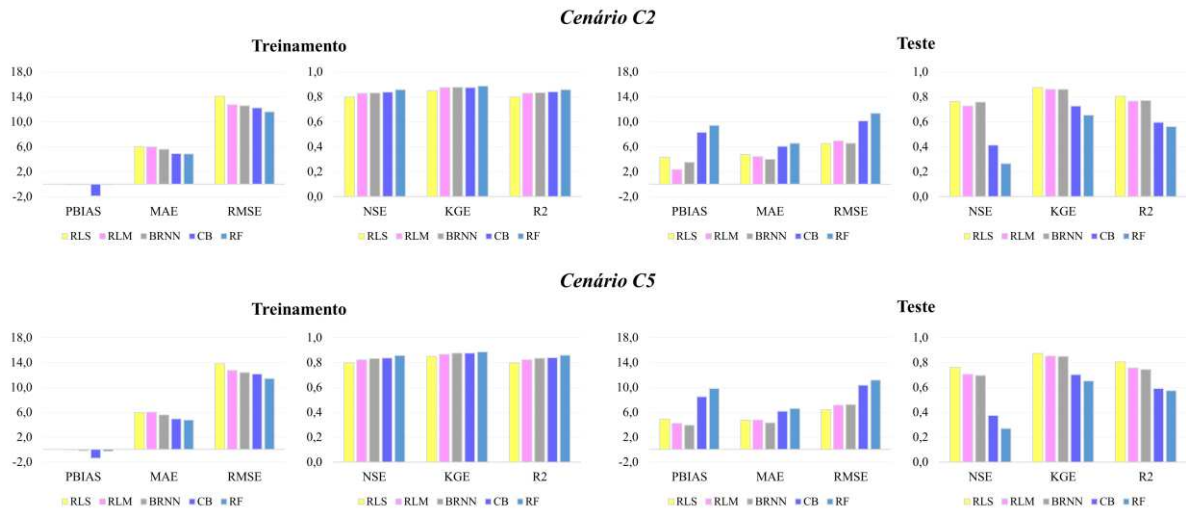 Cenário C2
Treinamento
Teste
18,0
14,0
10,0
6,0
2,0
-2,0
PBIAS MAE RMSE
RLS RLM BRNN CB RF
1,0
0,8
0,6
0,4
0,2
0,0
NSE KGE R2
RLS RLM BRNN CB RF
18,0
14,0
10,0
6,0
2,0
-2,0
PBIAS MAE RMSE
RLS RLM BRNN CB RF
1,0
0,8
0,6
0,4
0,2
0,0
NSE KGE R2
RLS RLM BRNN CB RF
Cenário C5
Treinamento
Teste
18,0
14,0
10,0
6,0
2,0
-2,0
PBIAS MAE RMSE
RLS RLM BRNN CB RF
1,0
0,8
0,6
0,4
0,2
0,0
NSE KGE R2
RLS RLM BRNN CB RF
18,0
14,0
10,0
6,0
2,0
-2,0
PBIAS MAE RMSE
RLS RLM BRNN CB RF
1,0
0,8
0,6
0,4
0,2
0,0
NSE KGE R2
RLS RLM BRNN CB RF